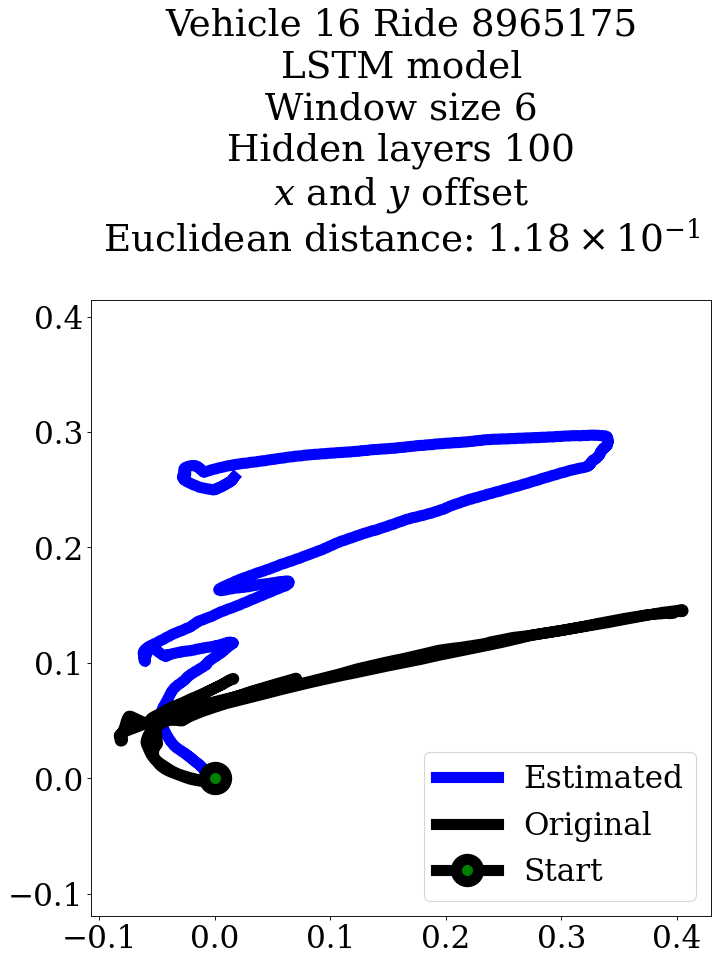 Vehicle 16 Ride 8965175
LSTM model
Window size 6
Hidden layers 100
x and y offset
Euclidean distance: 1.18 × 10⁻¹
0.4
0.3
0.2
0.1
0.0
−0.1
−0.1 0.0 0.1 0.2 0.3 0.4
Estimated
Original
Start